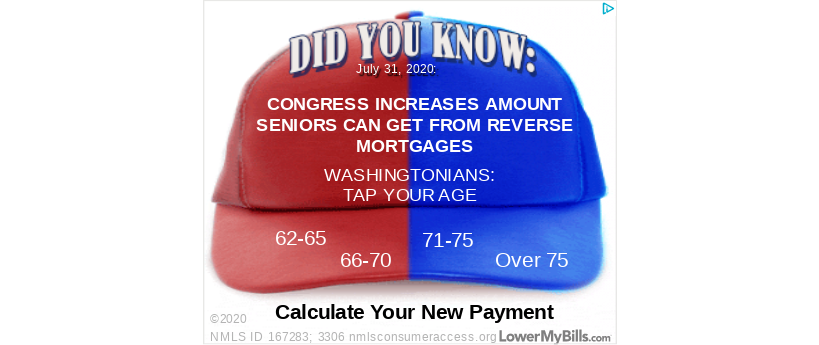 DID YOU KNOW:
July 31, 2020:
CONGRESS INCREASES AMOUNT
SENIORS CAN GET FROM REVERSE
MORTGAGES
WASHINGTONIANS:
TAP YOUR AGE
62-65
66-70
71-75
Over 75
Calculate Your New Payment
©2020
NMLS ID 167283; 3306 nmlsconsumeraccess.org LowerMyBills.com